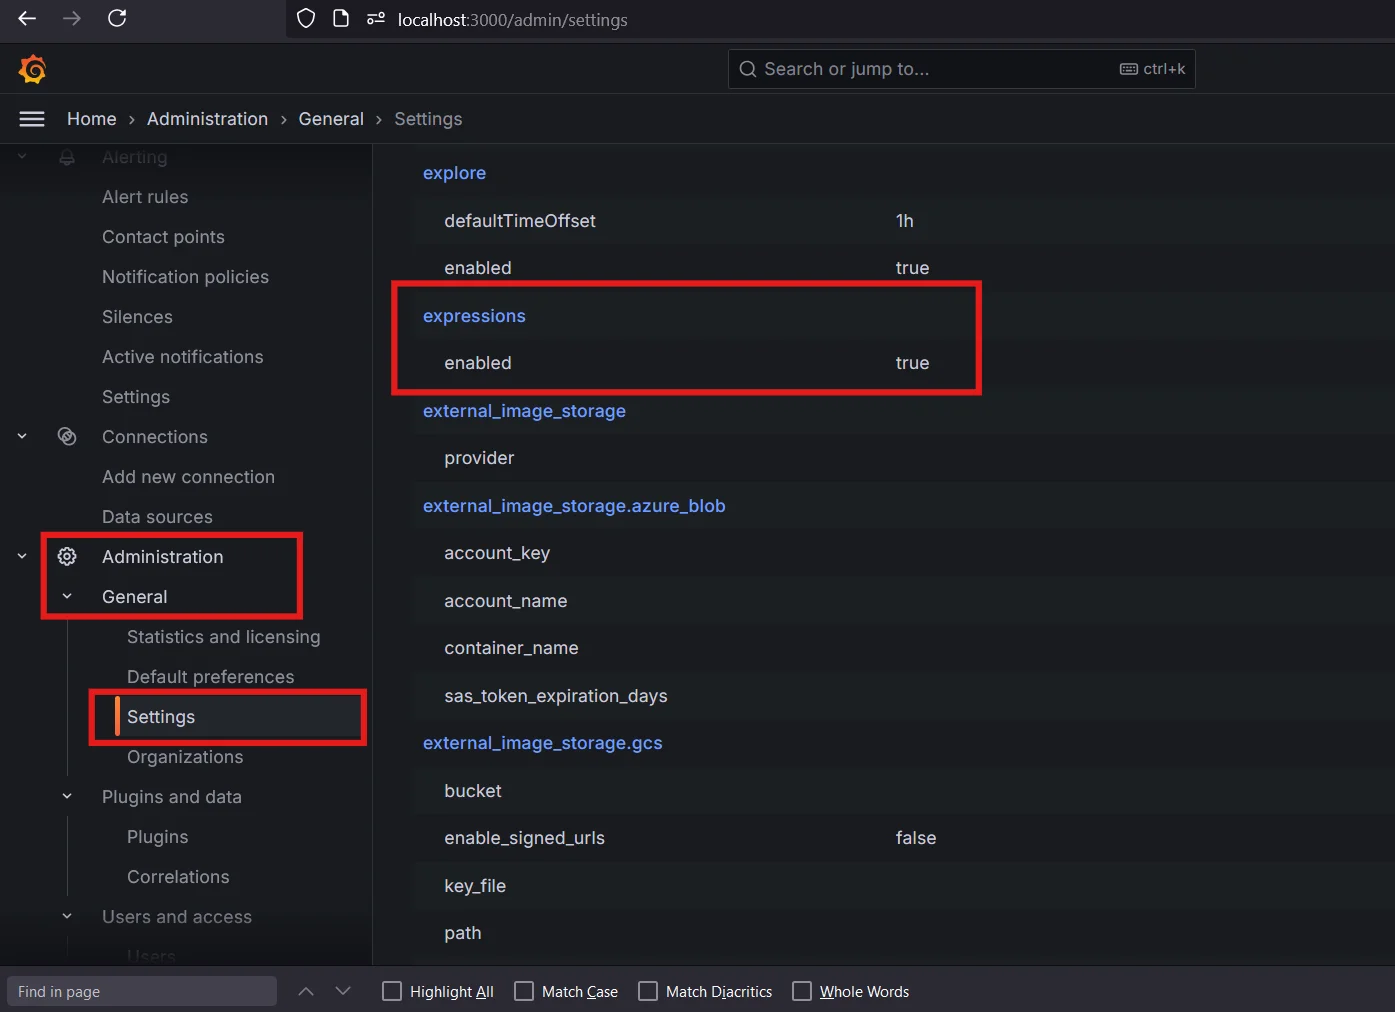 localhost:3000/admin/settings
Search or jump to...
ctrl+k
Home › Administration › General › Settings
Alerting
Alert rules
Contact points
Notification policies
Silences
Active notifications
Settings
Connections
Add new connection
Data sources
Administration
General
Statistics and licensing
Default preferences
Settings
Organizations
Plugins and data
Plugins
Correlations
Users and access
Users
explore
defaultTimeOffset 1h
enabled true
expressions
enabled true
external_image_storage
provider
external_image_storage.azure_blob
account_key
account_name
container_name
sas_token_expiration_days
external_image_storage.gcs
bucket
enable_signed_urls false
key_file
path
Find in page
Highlight All
Match Case
Match Diacritics
Whole Words